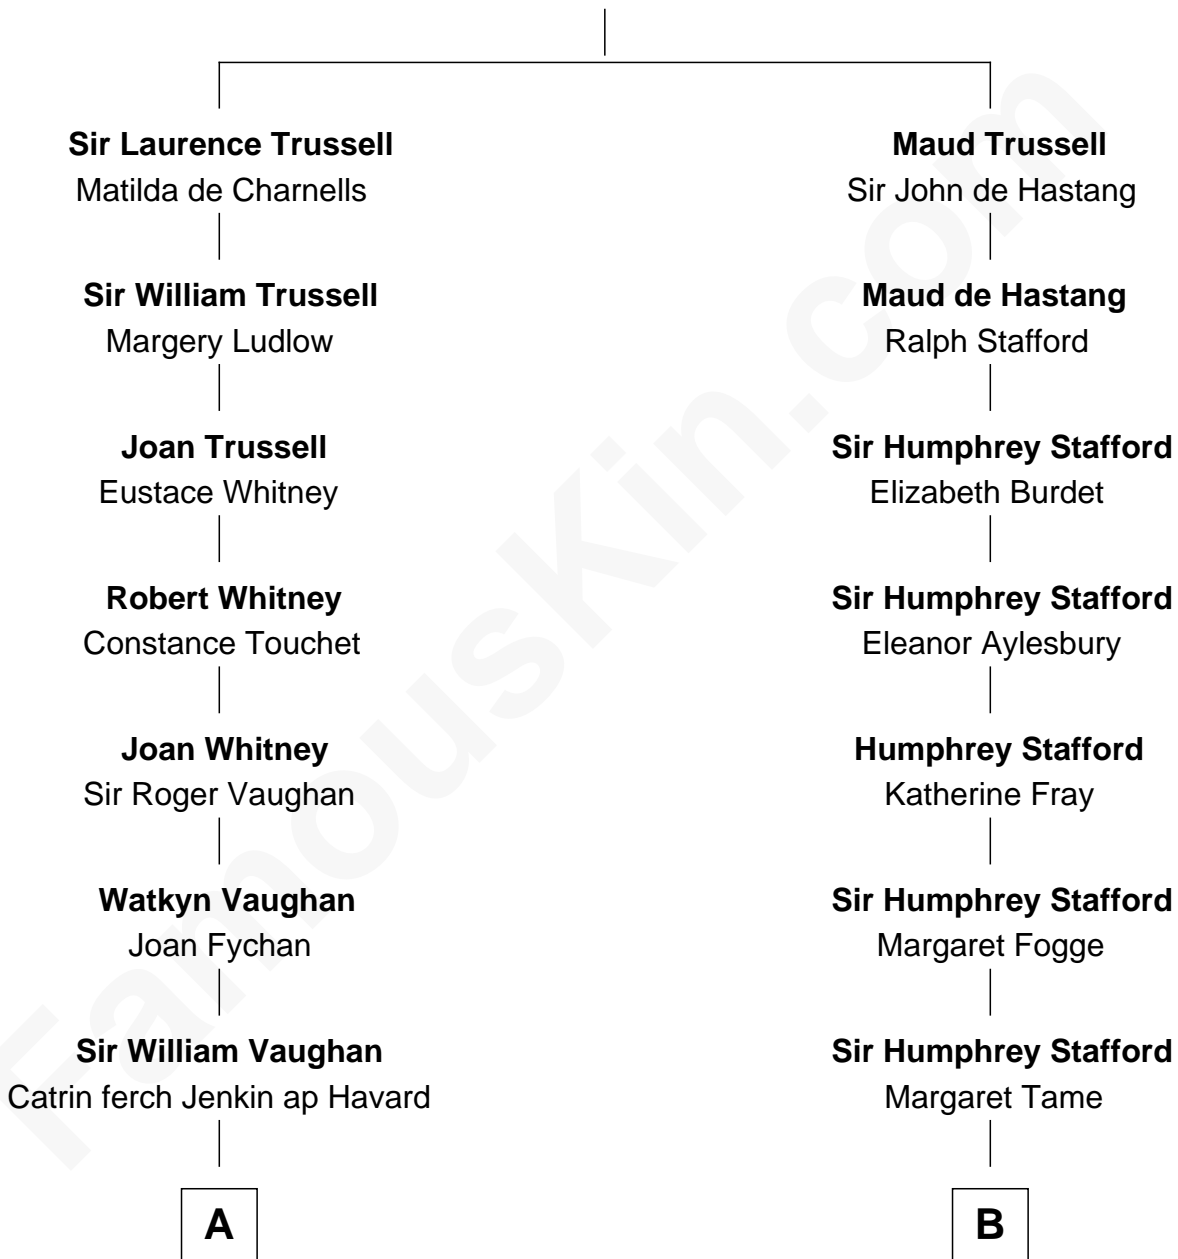 Sir Laurence Trussell
Matilda de Charnells
Sir William Trussell
Margery Ludlow
Joan Trussell
Eustace Whitney
Robert Whitney
Constance Touchet
Joan Whitney
Sir Roger Vaughan
Watkyn Vaughan
Joan Fychan
Sir William Vaughan
Catrin ferch Jenkin ap Havard
A
Maud Trussell
Sir John de Hastang
Maud de Hastang
Ralph Stafford
Sir Humphrey Stafford
Elizabeth Burdet
Sir Humphrey Stafford
Eleanor Aylesbury
Humphrey Stafford
Katherine Fray
Sir Humphrey Stafford
Margaret Fogge
Sir Humphrey Stafford
Margaret Tame
B
FamousKin.com